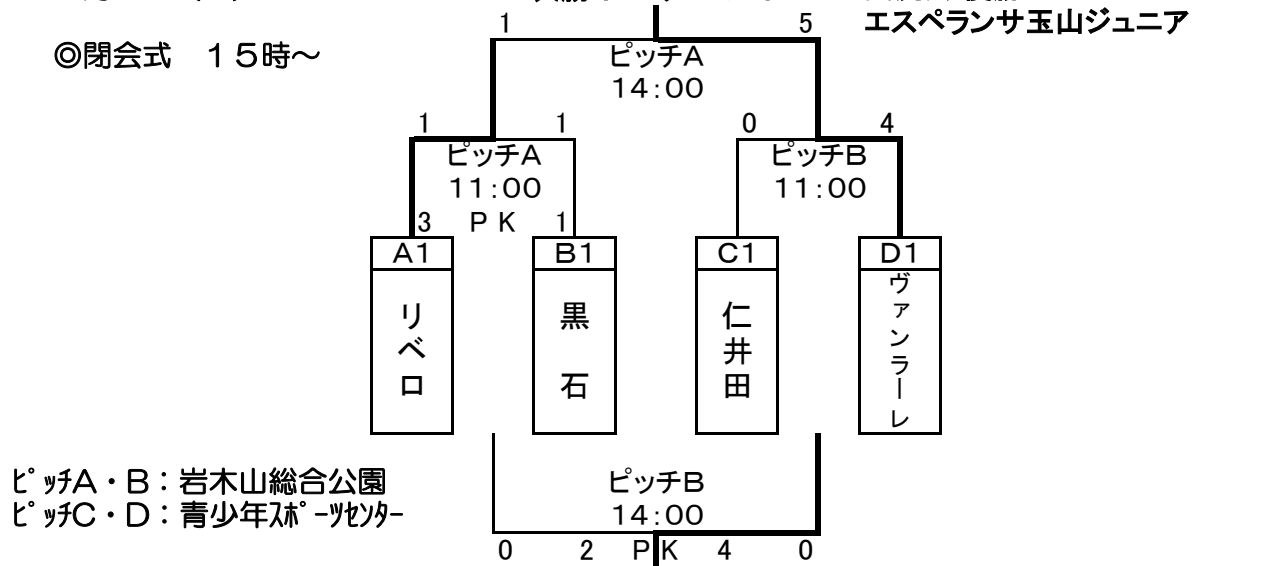 1 5 エスペランサ玉山ジュニア
◎閉会式 １５時～
ピッチA
14:00
1 1 0 4
ピッチA ピッチB
11:00 11:00
3 ＰＫ 1
A1 B1 C1 D1
リベロ
黒石
仁井田
ヴァンラーレ
ﾋﾟｯﾁA・B：岩木山総合公園
ﾋﾟｯﾁC・D：青少年ｽﾎﾟｰﾂｾﾝﾀｰ
ピッチB
14:00
0 2 ＰＫ 4 0